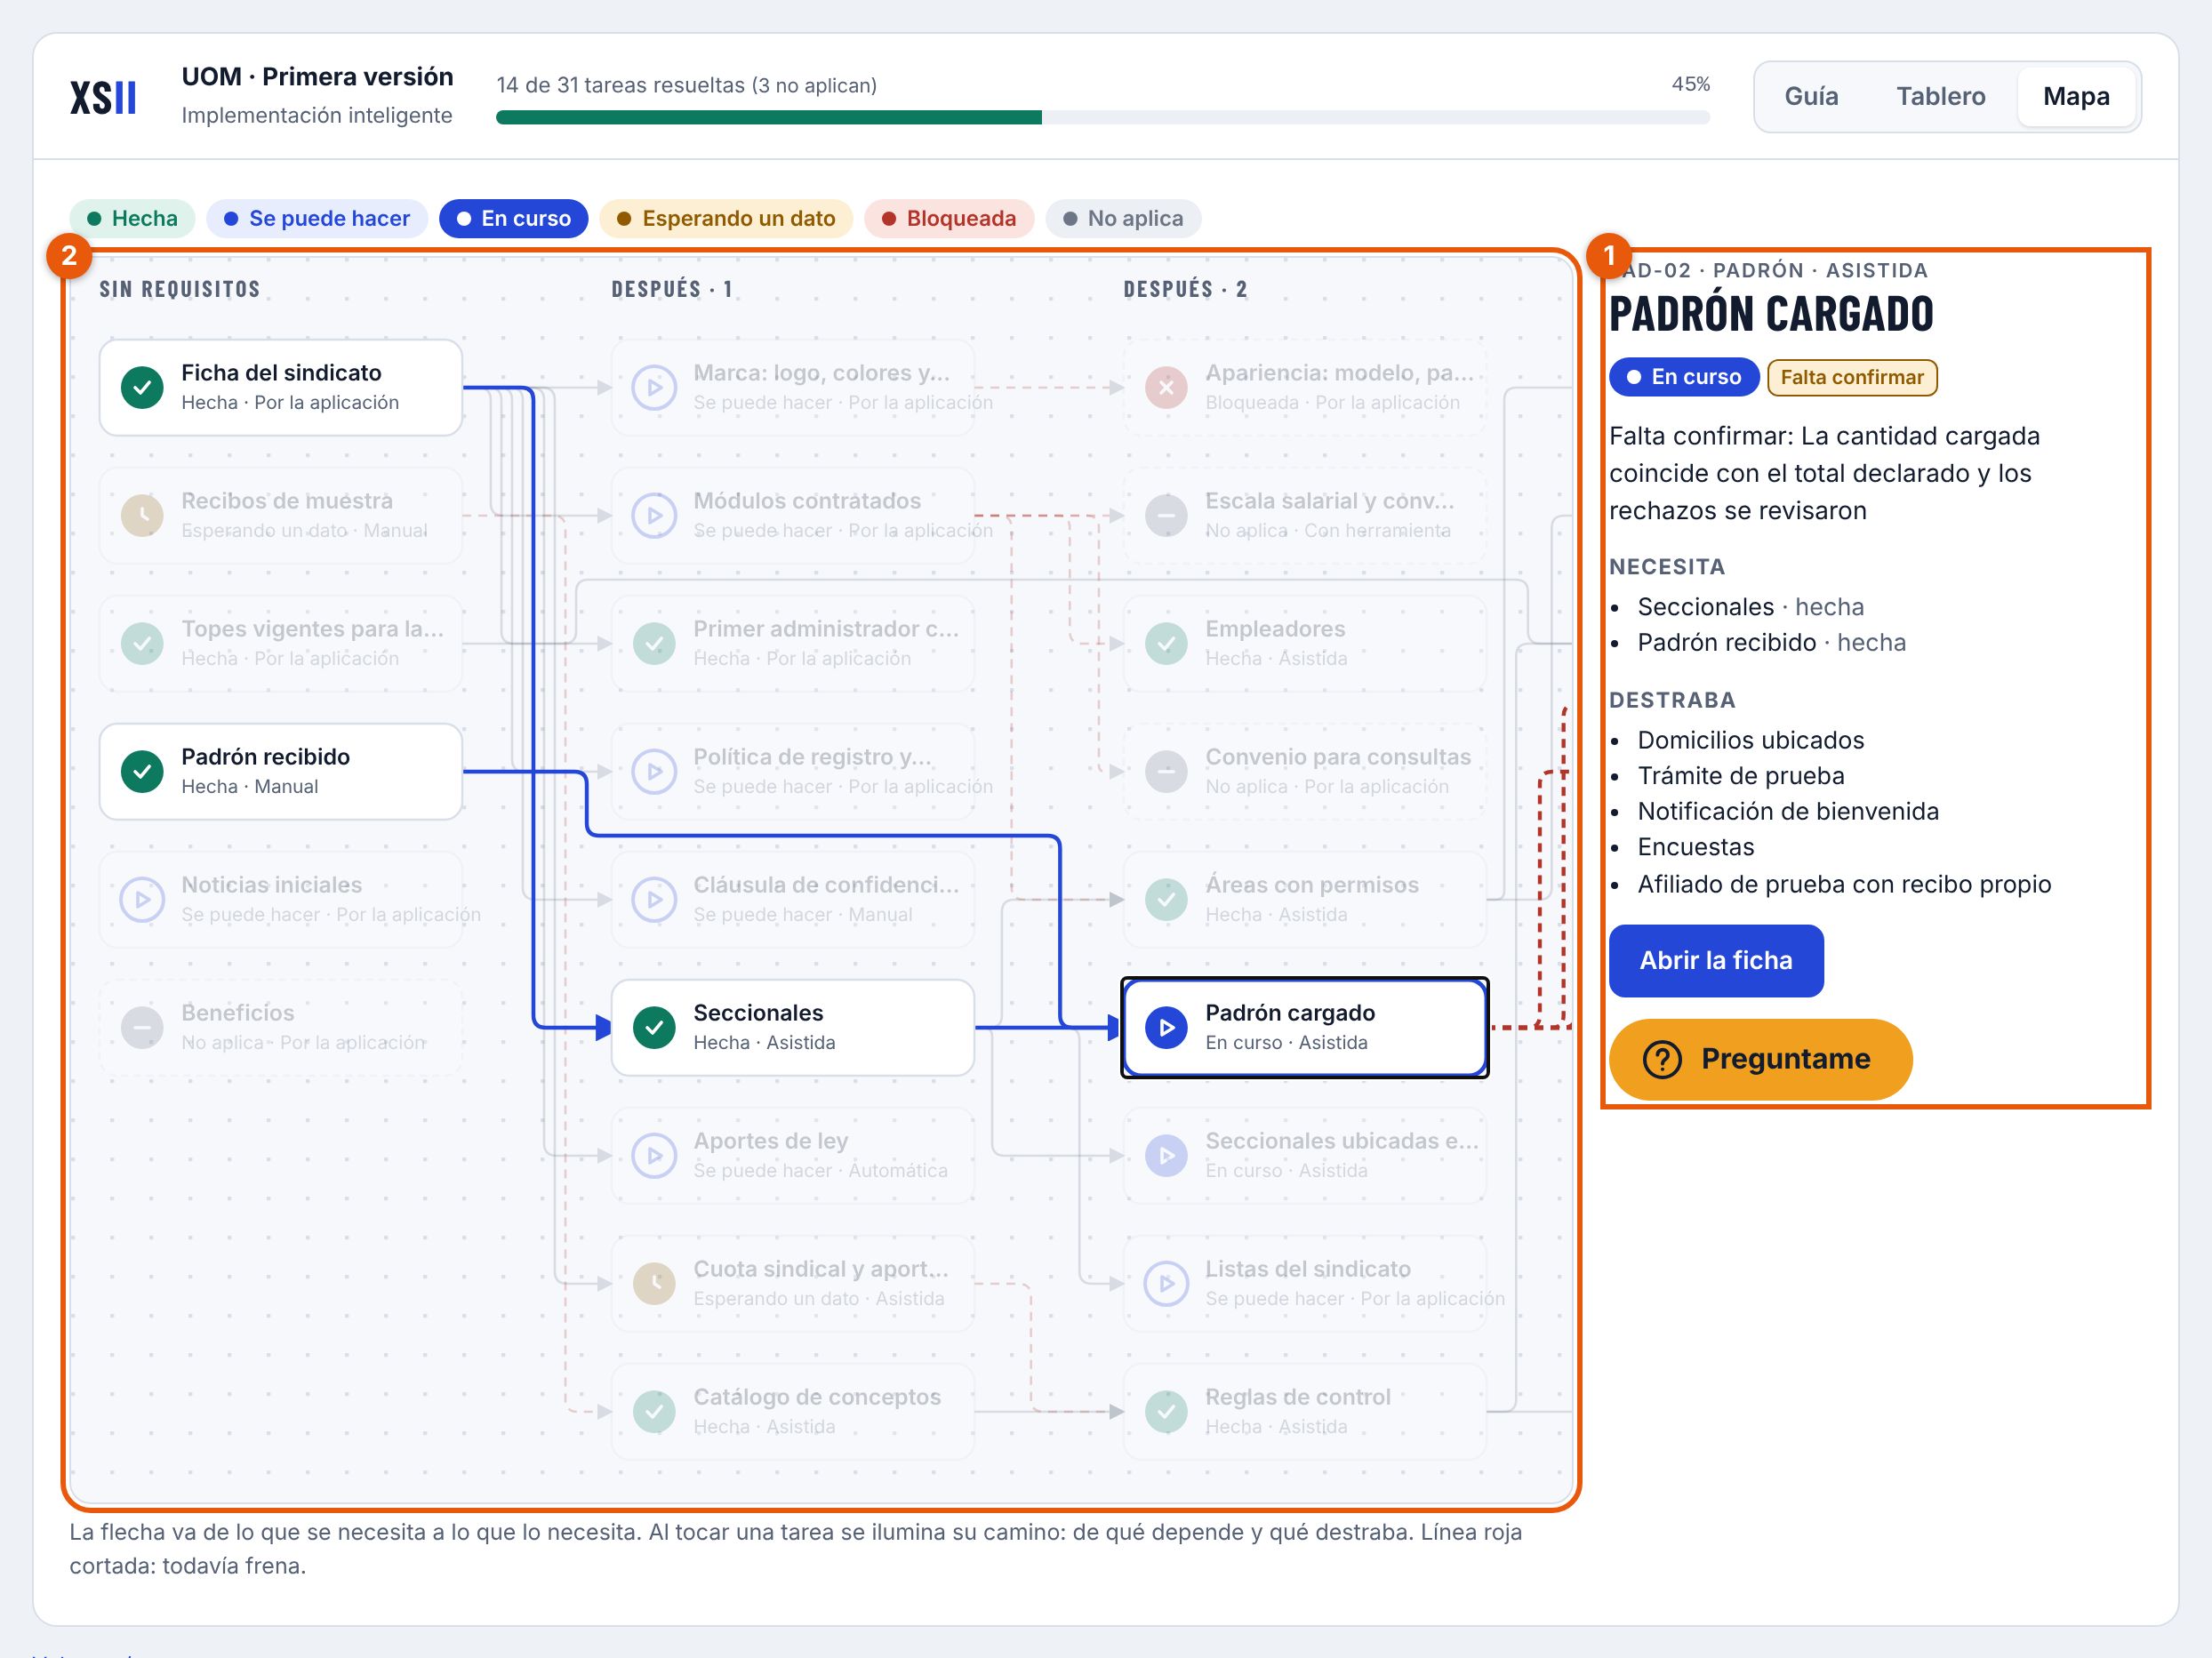 XSII
UOM · Primera versión
Implementación inteligente
14 de 31 tareas resueltas (3 no aplican)
45%
Guía
Tablero
Mapa
Hecha
Se puede hacer
En curso
Esperando un dato
Bloqueada
No aplica
2
SIN REQUISITOS
DESPUÉS · 1
DESPUÉS · 2
Ficha del sindicato
Hecha · Por la aplicación
Marca: logo, colores y...
Se puede hacer · Por la aplicación
Apariencia: modelo, pa...
Bloqueada · Por la aplicación
Recibos de muestra
Esperando un dato · Manual
Módulos contratados
Se puede hacer · Por la aplicación
Escala salarial y conv...
No aplica · Con herramienta
Topes vigentes para la...
Hecha · Por la aplicación
Primer administrador c...
Hecha · Por la aplicación
Empleadores
Hecha · Asistida
Padrón recibido
Hecha · Manual
Política de registro y...
Se puede hacer · Por la aplicación
Convenio para consultas
No aplica · Por la aplicación
Noticias iniciales
Se puede hacer · Por la aplicación
Cláusula de confidenci...
Se puede hacer · Manual
Áreas con permisos
Hecha · Asistida
Beneficios
No aplica · Por la aplicación
Seccionales
Hecha · Asistida
Padrón cargado
En curso · Asistida
Aportes de ley
Se puede hacer · Automática
Seccionales ubicadas e...
En curso · Asistida
Cuota sindical y aport...
Esperando un dato · Asistida
Listas del sindicato
Se puede hacer · Por la aplicación
Catálogo de conceptos
Hecha · Asistida
Reglas de control
Hecha · Asistida
La flecha va de lo que se necesita a lo que lo necesita. Al tocar una tarea se ilumina su camino: de qué depende y qué destraba. Línea roja
cortada: todavía frena.
1
AD-02 · PADRÓN · ASISTIDA
PADRÓN CARGADO
En curso
Falta confirmar
Falta confirmar: La cantidad cargada
coincide con el total declarado y los
rechazos se revisaron
NECESITA
• Seccionales · hecha
• Padrón recibido · hecha
DESTRABA
• Domicilios ubicados
• Trámite de prueba
• Notificación de bienvenida
• Encuestas
• Afiliado de prueba con recibo propio
Abrir la ficha
Preguntame